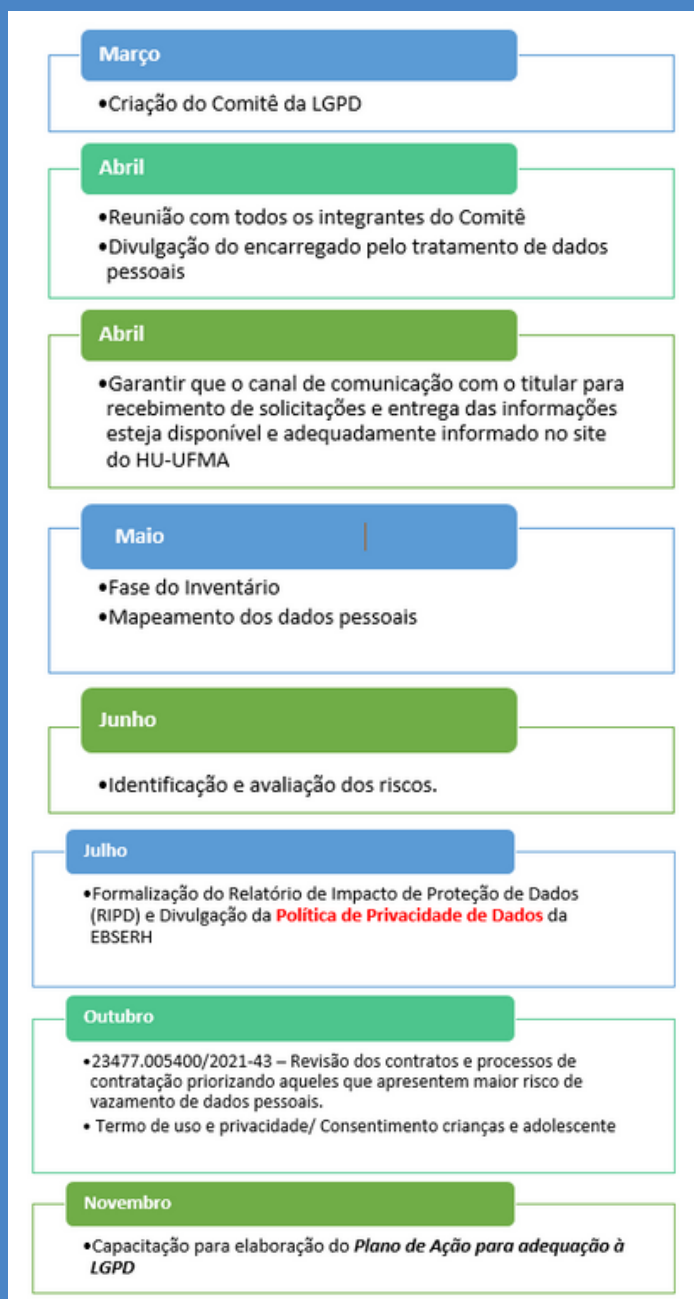 Março
•Criação do Comitê da LGPD
Abril
•Reunião com todos os integrantes do Comitê
•Divulgação do encarregado pelo tratamento de dados
pessoais
Abril
•Garantir que o canal de comunicação com o titular para
recebimento de solicitações e entrega das informações
esteja disponível e adequadamente informado no site
do HU-UFMA
Maio
•Fase do Inventário
•Mapeamento dos dados pessoais
Junho
•Identificação e avaliação dos riscos.
Julho
•Formalização do Relatório de Impacto de Proteção de Dados
(RIPD) e Divulgação da Política de Privacidade de Dados da
EBSERH
Outubro
•23477.005400/2021-43 – Revisão dos contratos e processos de
contratação priorizando aqueles que apresentem maior risco de
vazamento de dados pessoais.
• Termo de uso e privacidade/ Consentimento crianças e adolescente
Novembro
•Capacitação para elaboração do Plano de Ação para adequação à
LGPD